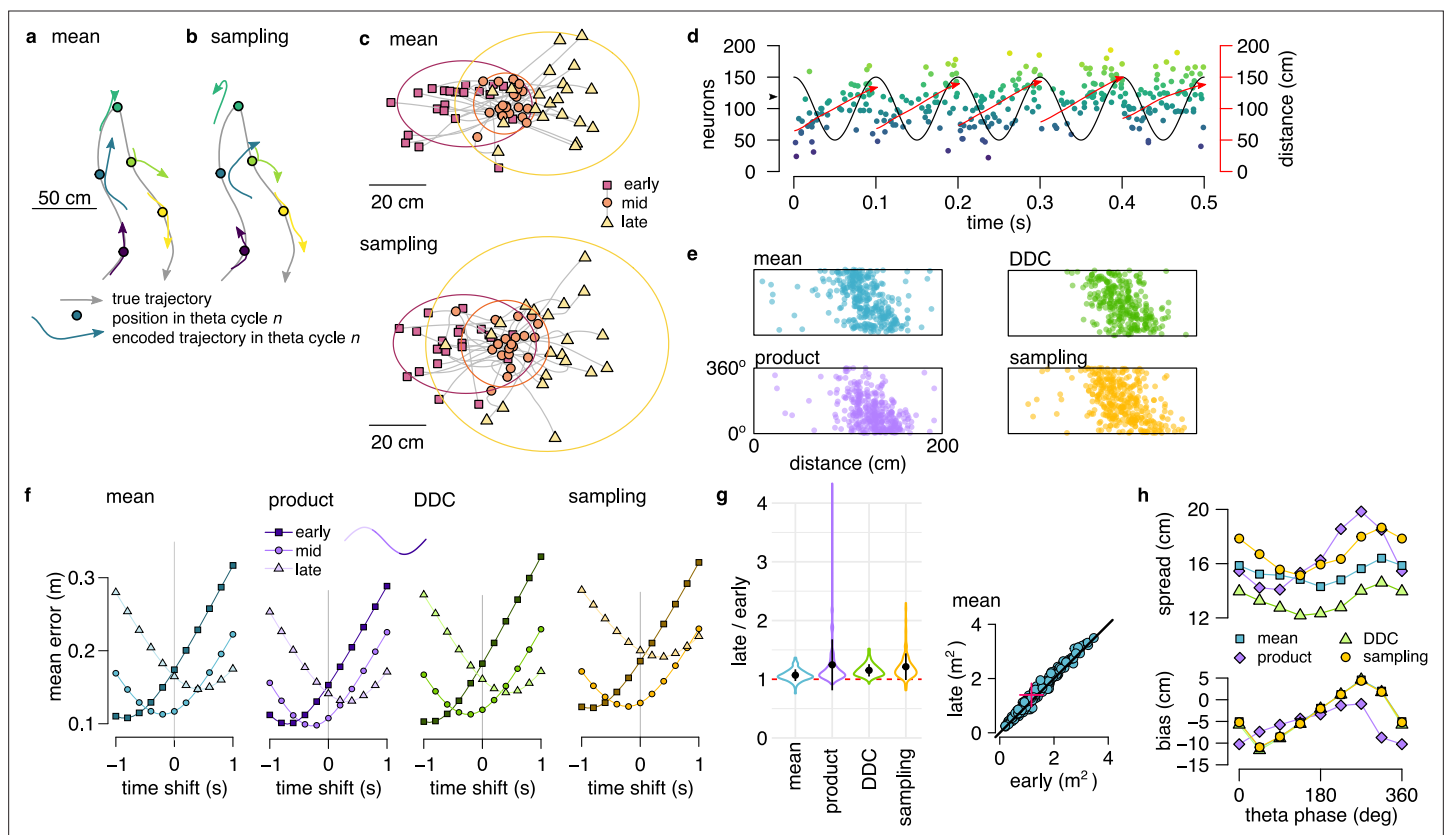 a mean
b sampling
50 cm
true trajectory
position in theta cycle n
encoded trajectory in theta cycle n
c
mean
20 cm
early
mid
late
sampling
20 cm
d
200
150
100
50
0
neurons
200
150
100
50
0
distance (cm)
0 0.1 0.2 0.3 0.4 0.5
time (s)
e
mean
DDC
product
sampling
360°
0°
0 200
distance (cm)
f mean product DDC sampling
early
mid
late
0.3
0.1
mean error (m)
−1 0 1 −1 0 1 −1 0 1 −1 0 1
time shift (s) time shift (s) time shift (s) time shift (s)
g
4
3
2
1
0
late / early
mean product DDC sampling
mean
4
2
0
late (m²)
0 2 4
early (m²)
h
20
16
12
spread (cm)
mean DDC
product sampling
5
0
−5
−10
−15
bias (cm)
0 180 360
theta phase (deg)